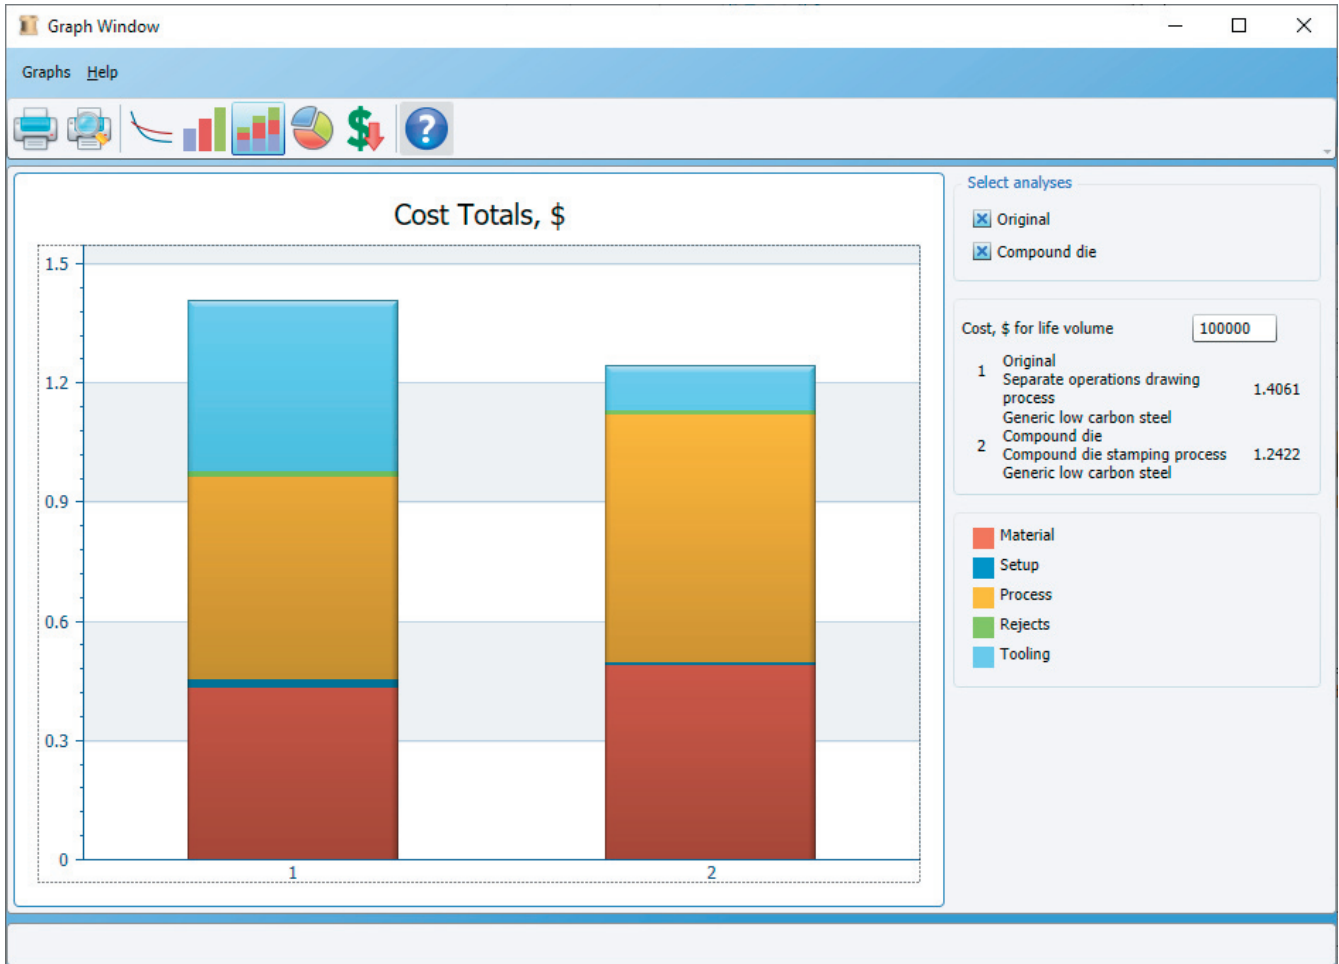 Graph Window
Graphs Help
$
?
Cost Totals, $
1.5
1.2
0.9
0.6
0.3
0
1
2
Select analyses
Original
Compound die
Cost, $ for life volume 100000
1
Original
Separate operations drawing
process
Generic low carbon steel
1.4061
2
Compound die
Compound die stamping process
Generic low carbon steel
1.2422
Material
Setup
Process
Rejects
Tooling